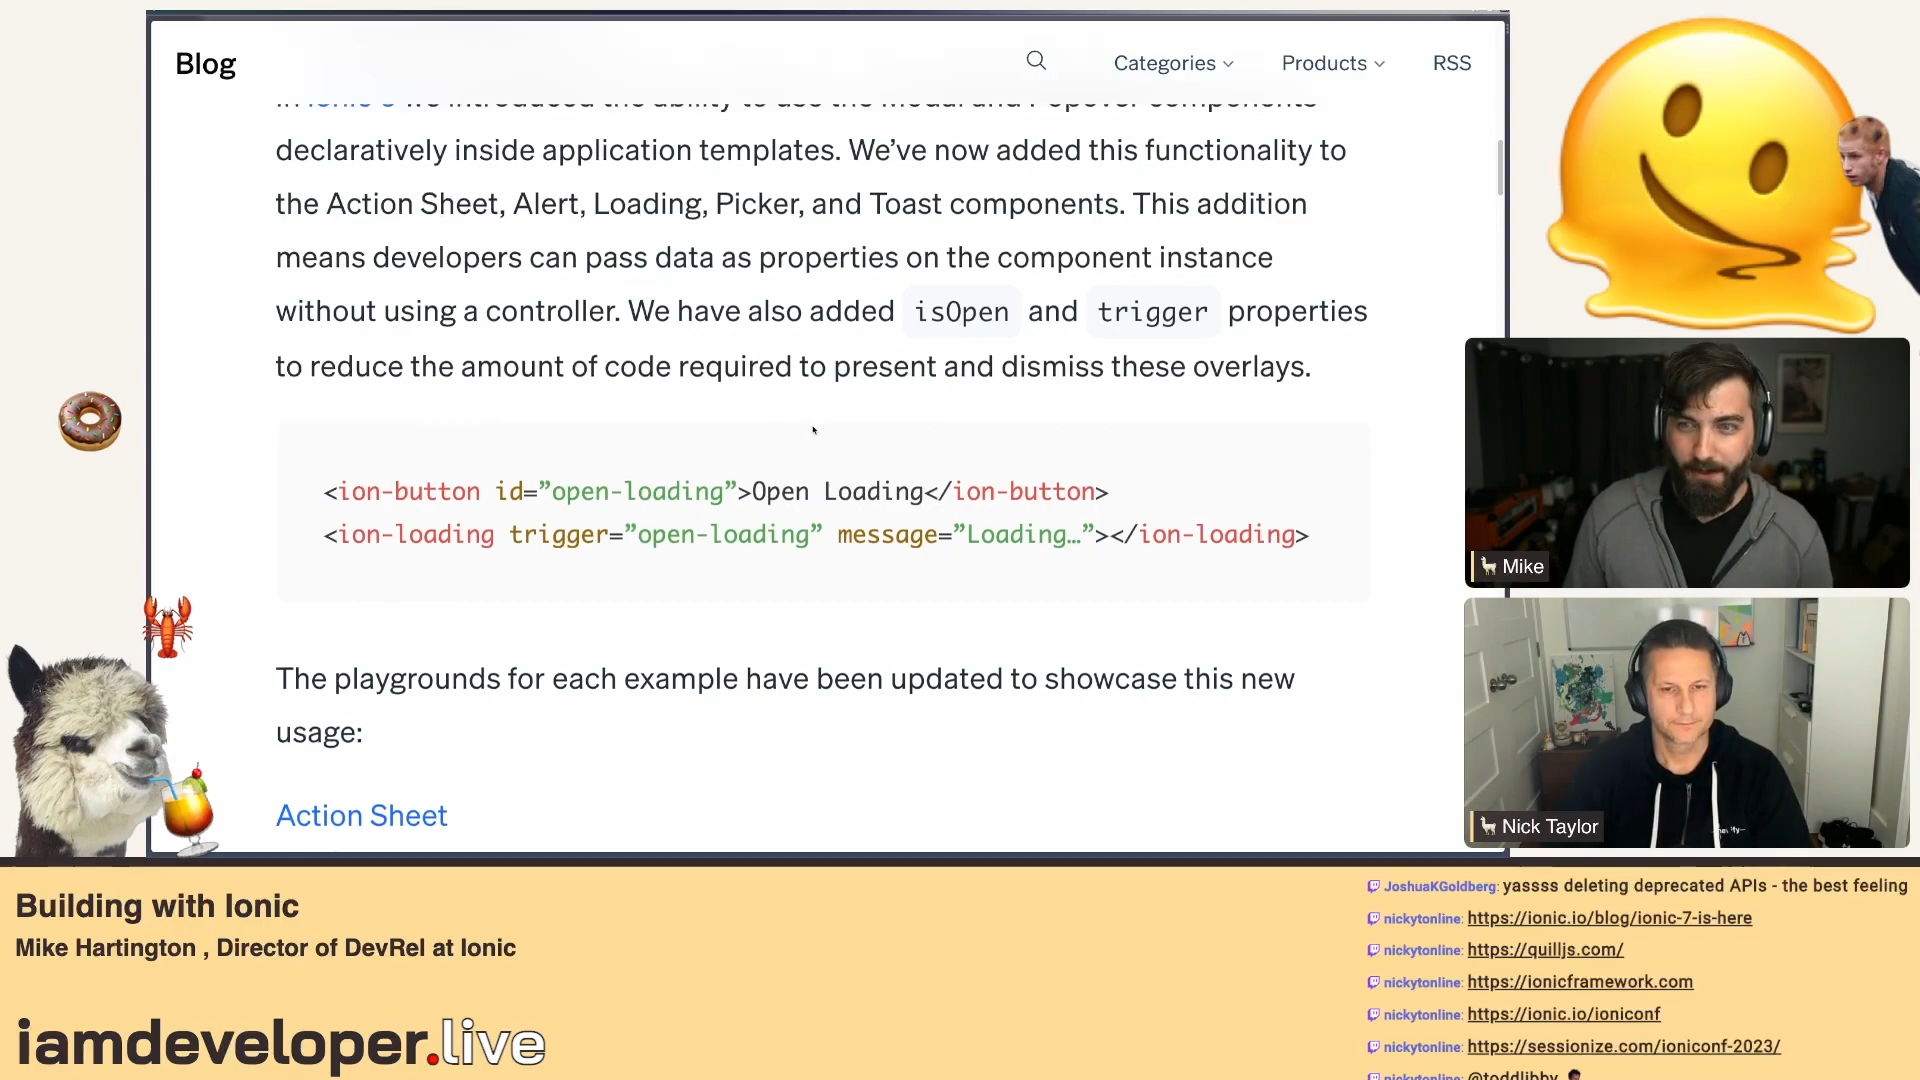 Blog
Categories
Products
RSS
declaratively inside application templates. We’ve now added this functionality to
the Action Sheet, Alert, Loading, Picker, and Toast components. This addition
means developers can pass data as properties on the component instance
without using a controller. We have also added isOpen and trigger properties
to reduce the amount of code required to present and dismiss these overlays.
<ion-button id=”open-loading”>Open Loading</ion-button>
<ion-loading trigger=”open-loading” message=”Loading…”></ion-loading>
The playgrounds for each example have been updated to showcase this new
usage:
Action Sheet
Mike
Nick Taylor
Building with Ionic
Mike Hartington , Director of DevRel at Ionic
iamdeveloper.live
JoshuaKGoldberg: yassss deleting deprecated APIs - the best feeling
nickytonline: https://ionic.io/blog/ionic-7-is-here
nickytonline: https://quilljs.com/
nickytonline: https://ionicframework.com
nickytonline: https://ionic.io/ioniconf
nickytonline: https://sessionize.com/ioniconf-2023/
nickytonline: @toddlibby